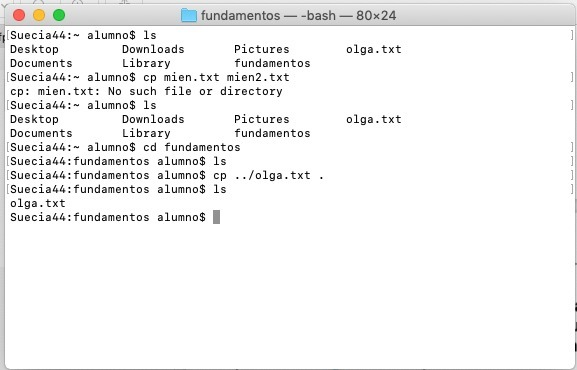 fundamentos — -bash — 80×24
[Suecia44:~ alumno$ ls ]
Desktop Downloads Pictures olga.txt
Documents Library fundamentos
[Suecia44:~ alumno$ cp mien.txt mien2.txt ]
cp: mien.txt: No such file or directory
[Suecia44:~ alumno$ ls ]
Desktop Downloads Pictures olga.txt
Documents Library fundamentos
[Suecia44:~ alumno$ cd fundamentos ]
[Suecia44:fundamentos alumno$ ls ]
[Suecia44:fundamentos alumno$ cp ../olga.txt . ]
[Suecia44:fundamentos alumno$ ls ]
olga.txt
Suecia44:fundamentos alumno$